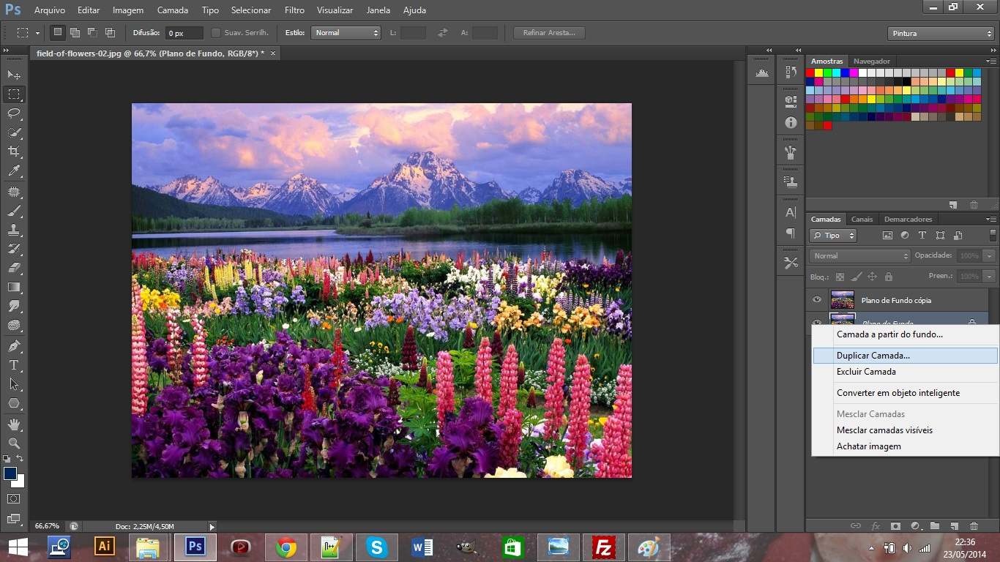 Ps Arquivo Editar Imagem Camada Tipo Selecionar Filtro Visualizar Janela Ajuda
Difusão: 0 px Suav. Serrilh. Estilo: Normal L: A: Refinar Aresta... Pintura
field-of-flowers-02.jpg @ 66,7% (Plano de Fundo, RGB/8*) * ×
Amostras Navegador
Camadas Canais Demarcadores
Tipo
Normal Opacidade: 100%
Bloq.: Preen.: 100%
Plano de Fundo cópia
Plano de Fundo
Camada a partir do fundo...
Duplicar Camada...
Excluir Camada
Converter em objeto inteligente
Mesclar Camadas
Mesclar camadas visíveis
Achatar imagem
66,67% Doc: 2,25M/4,50M
fx
Ai Ps N++ S W Fz
22:36
23/05/2014